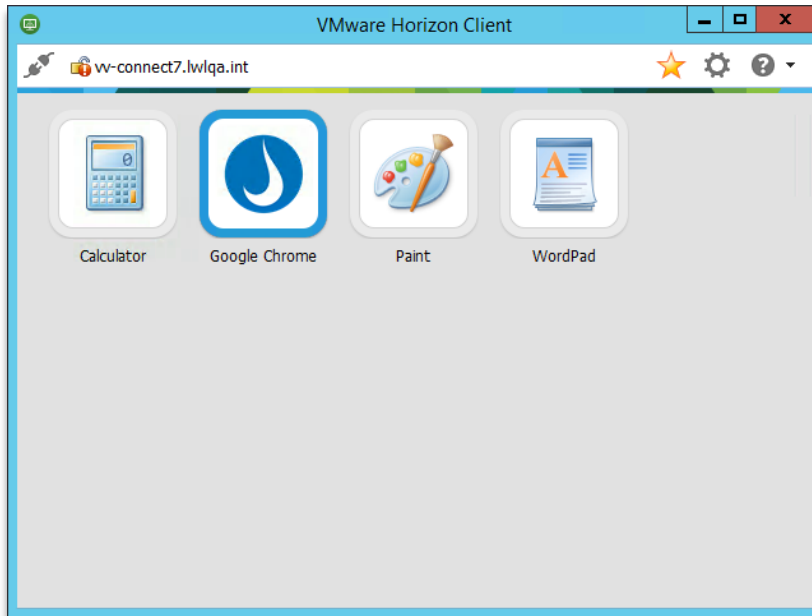 VMware Horizon Client
vv-connect7.lwlqa.int
Calculator
Google Chrome
Paint
WordPad